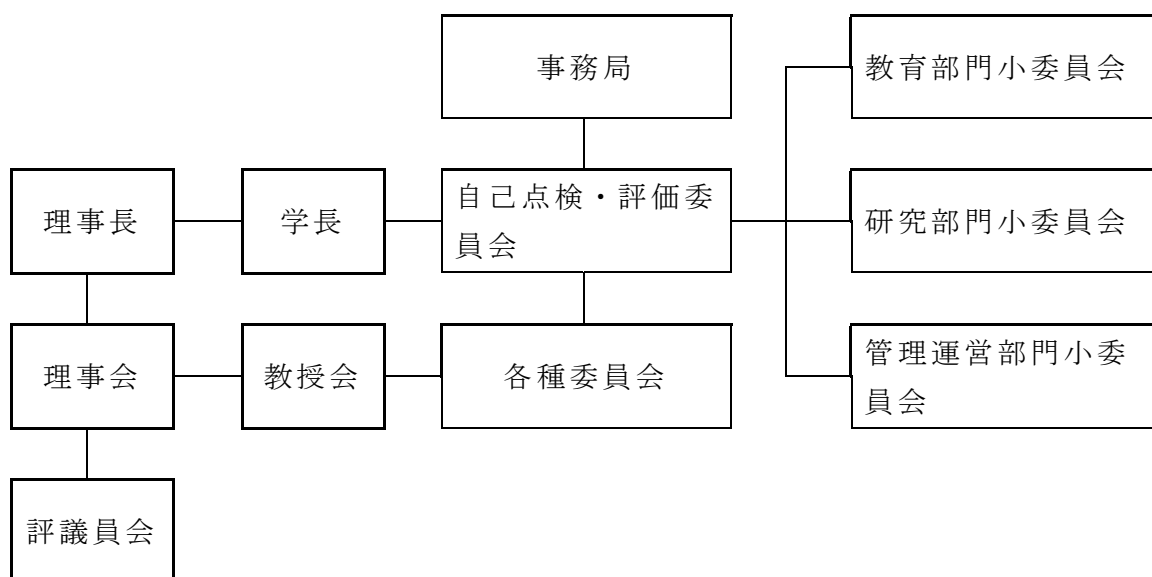 事務局
教育部門小委員会
理事長
学長
自己点検・評価委
員会
研究部門小委員会
理事会
教授会
各種委員会
管理運営部門小委
員会
評議員会